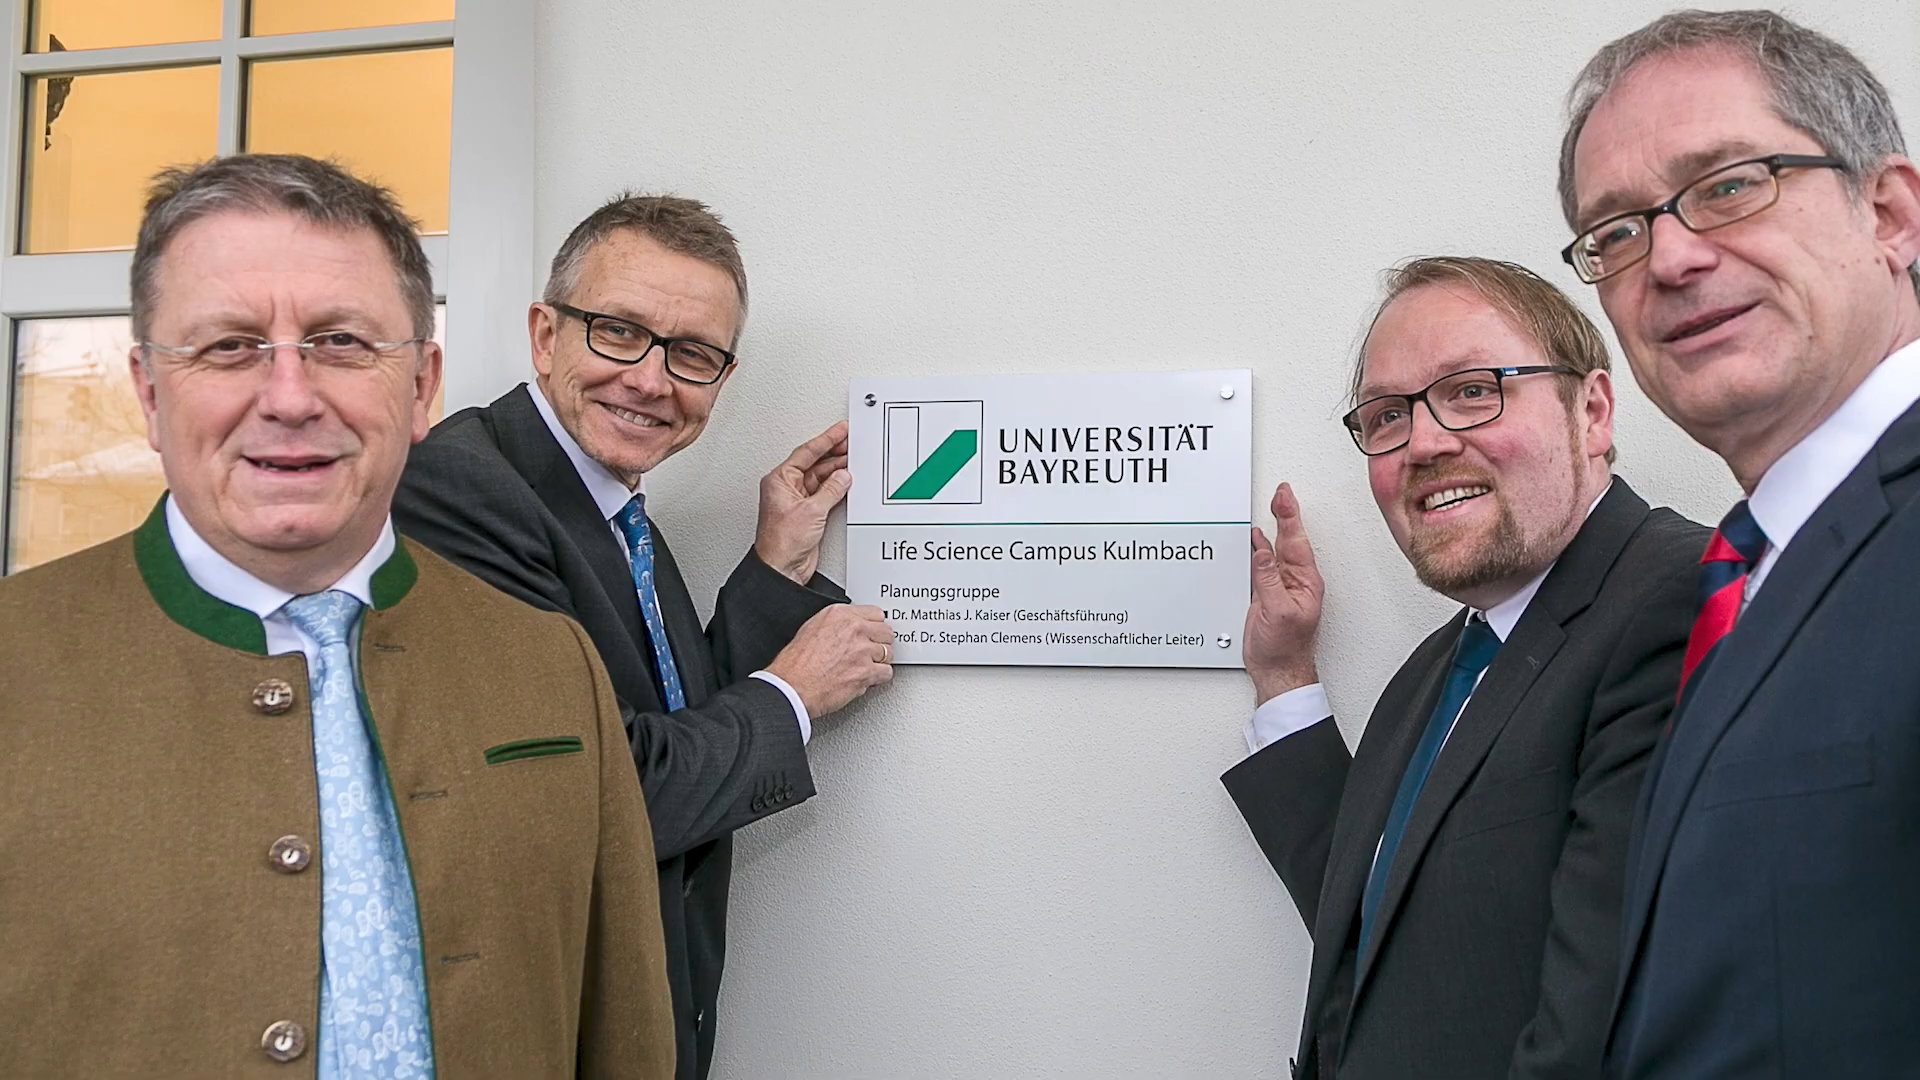 UNIVERSITÄT
BAYREUTH
Life Science Campus Kulmbach
Planungsgruppe
Dr. Matthias J. Kaiser (Geschäftsführung)
Prof. Dr. Stephan Clemens (Wissenschaftlicher Leiter)